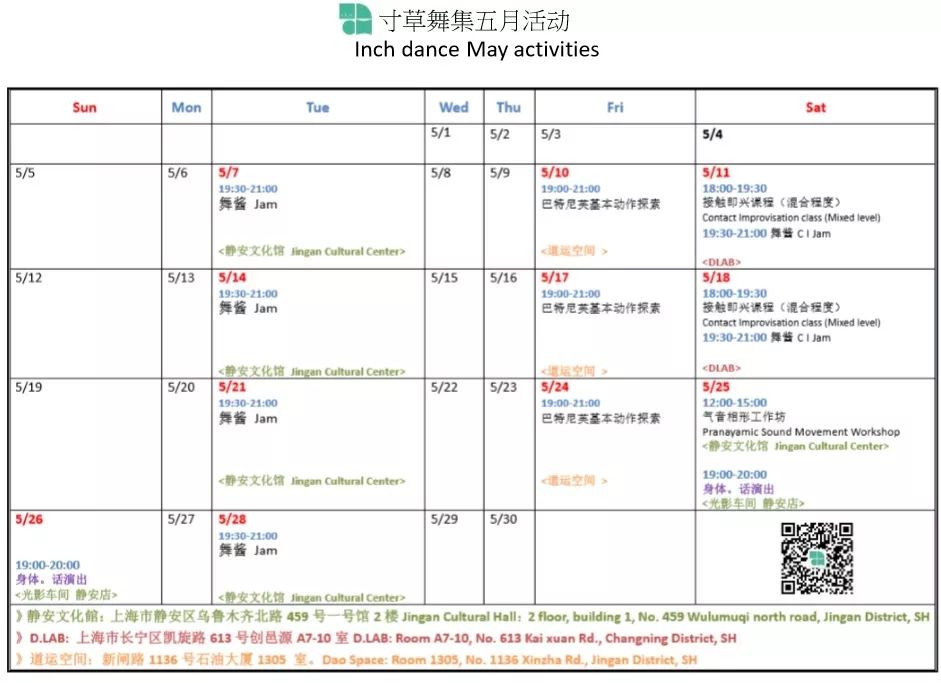 寸草舞集五月活动
Inch dance May activities
Sun Mon Tue Wed Thu Fri Sat
5/1 5/2 5/3 5/4
5/5
5/6
5/7
19:30-21:00
舞酱 Jam
<静安文化馆 Jingan Cultural Center>
5/8
5/9
5/10
19:00-21:00
巴特尼芙基本动作探索
<道运空间 >
5/11
18:00-19:30
接触即兴课程（混合程度）
Contact Improvisation class (Mixed level)
19:30-21:00 舞酱 C I Jam
<DLAB>
5/12
5/13
5/14
19:30-21:00
舞酱 Jam
<静安文化馆 Jingan Cultural Center>
5/15
5/16
5/17
19:00-21:00
巴特尼芙基本动作探索
<道运空间 >
5/18
18:00-19:30
接触即兴课程（混合程度）
Contact Improvisation class (Mixed level)
19:30-21:00 舞酱 C I Jam
<DLAB>
5/19
5/20
5/21
19:30-21:00
舞酱 Jam
<静安文化馆 Jingan Cultural Center>
5/22
5/23
5/24
19:00-21:00
巴特尼芙基本动作探索
<道运空间 >
5/25
12:00-15:00
气音相形工作坊
Pranayamic Sound Movement Workshop
<静安文化馆 Jingan Cultural Center>
19:00-20:00
身体。话演出
<光影车间 静安店>
5/26
19:00-20:00
身体。话演出
<光影车间 静安店>
5/27
5/28
19:30-21:00
舞酱 Jam
<静安文化馆 Jingan Cultural Center>
5/29
5/30
》静安文化館: 上海市静安区乌鲁木齐北路 459 号一号馆 2 楼 Jingan Cultural Hall: 2 floor, building 1, No. 459 Wulumuqi north road, Jingan District, SH
》D.LAB: 上海市长宁区凯旋路 613 号创邑源 A7-10 室 D.LAB: Room A7-10, No. 613 Kai xuan Rd., Changning District, SH
》道运空间: 新闸路 1136 号石油大厦 1305 室。Dao Space: Room 1305, No. 1136 Xinzha Rd., Jingan District, SH